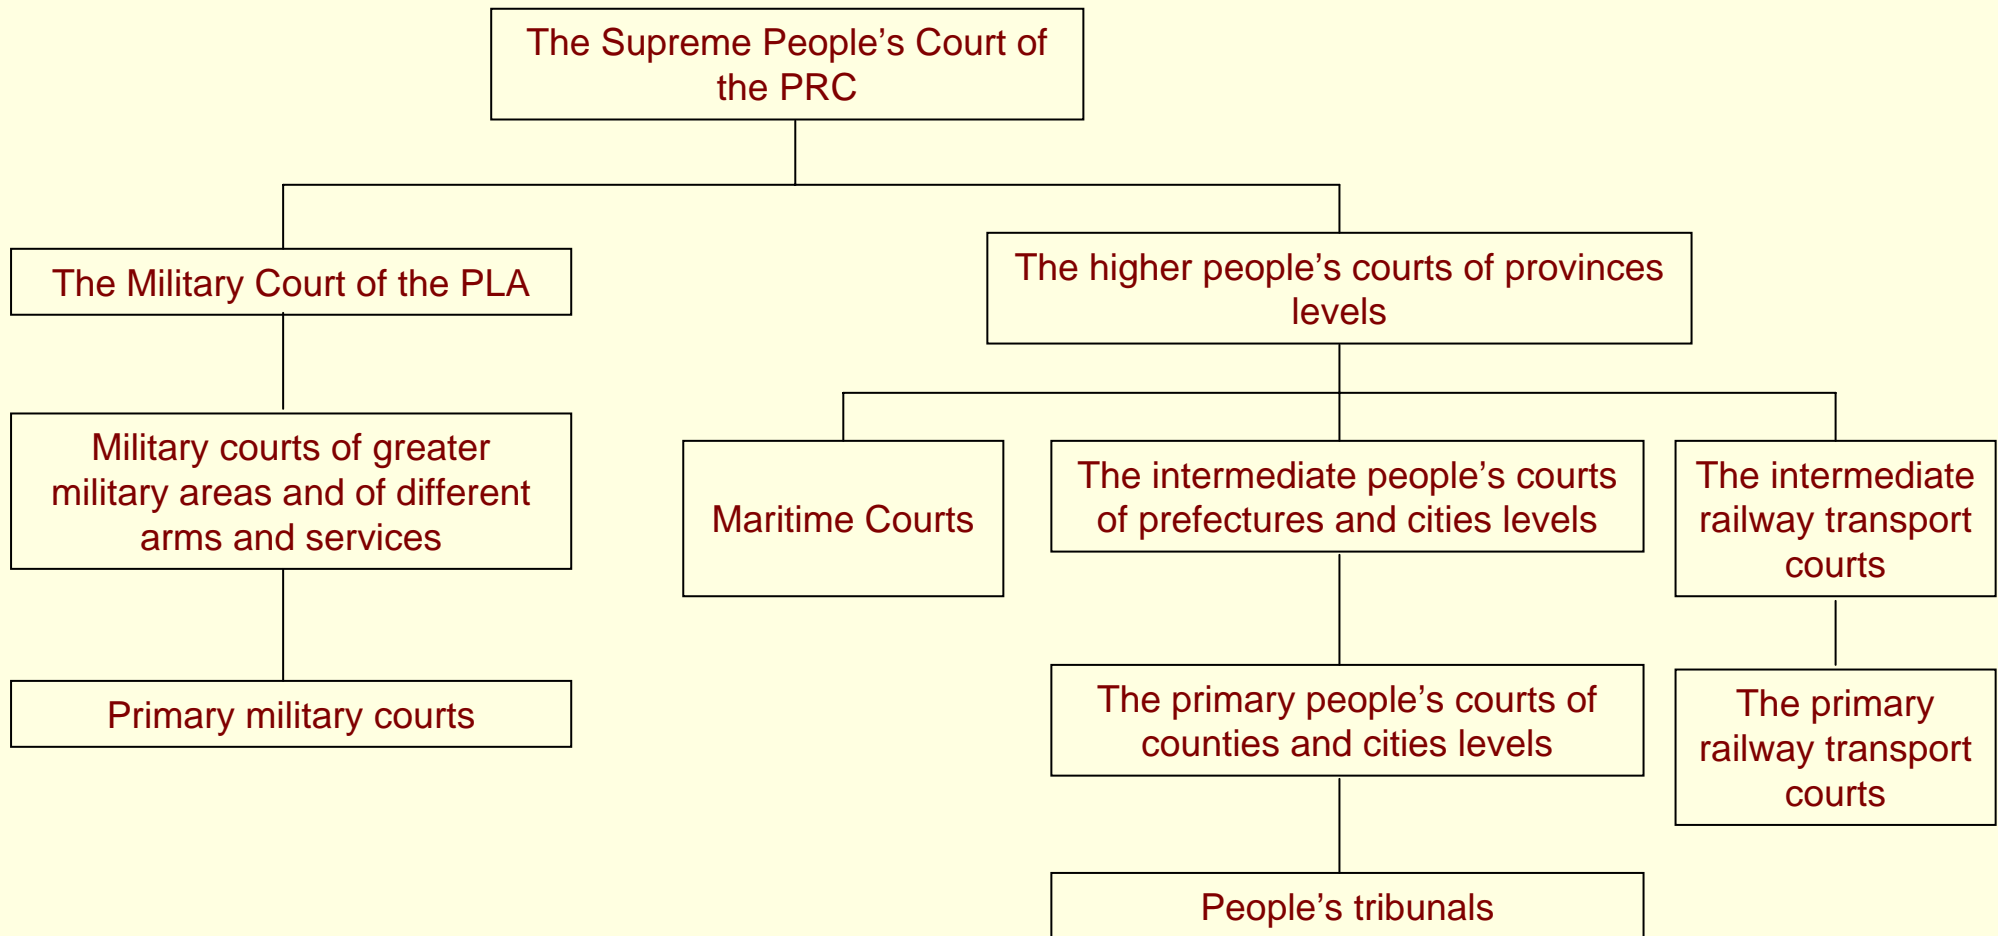 The Supreme People’s Court of
the PRC
The Military Court of the PLA
The higher people’s courts of provinces
levels
Military courts of greater
military areas and of different
arms and services
Maritime Courts
The intermediate people’s courts
of prefectures and cities levels
The intermediate
railway transport
courts
Primary military courts
The primary people’s courts of
counties and cities levels
The primary
railway transport
courts
People’s tribunals